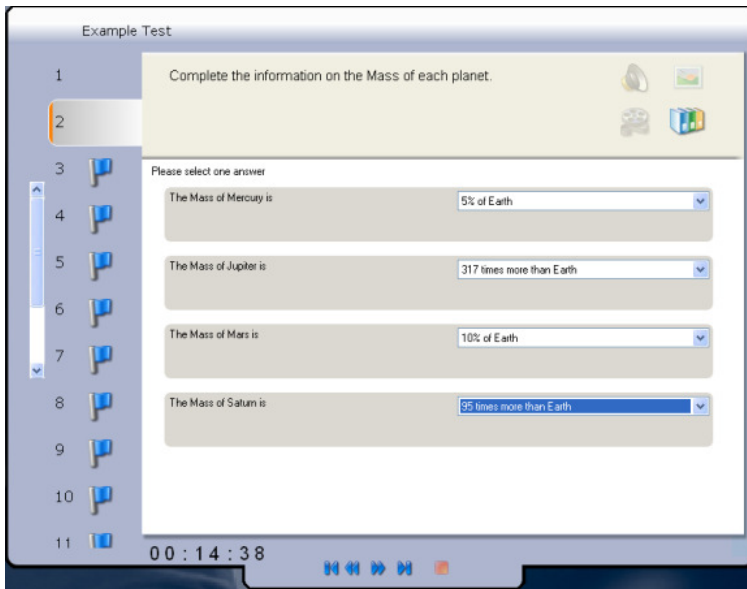 Example Test
1
Complete the information on the Mass of each planet.
2
3
Please select one answer
The Mass of Mercury is
5% of Earth
4
5
The Mass of Jupiter is
317 times more than Earth
6
The Mass of Mars is
10% of Earth
7
8
The Mass of Saturn is
95 times more than Earth
9
10
11
00:14:38